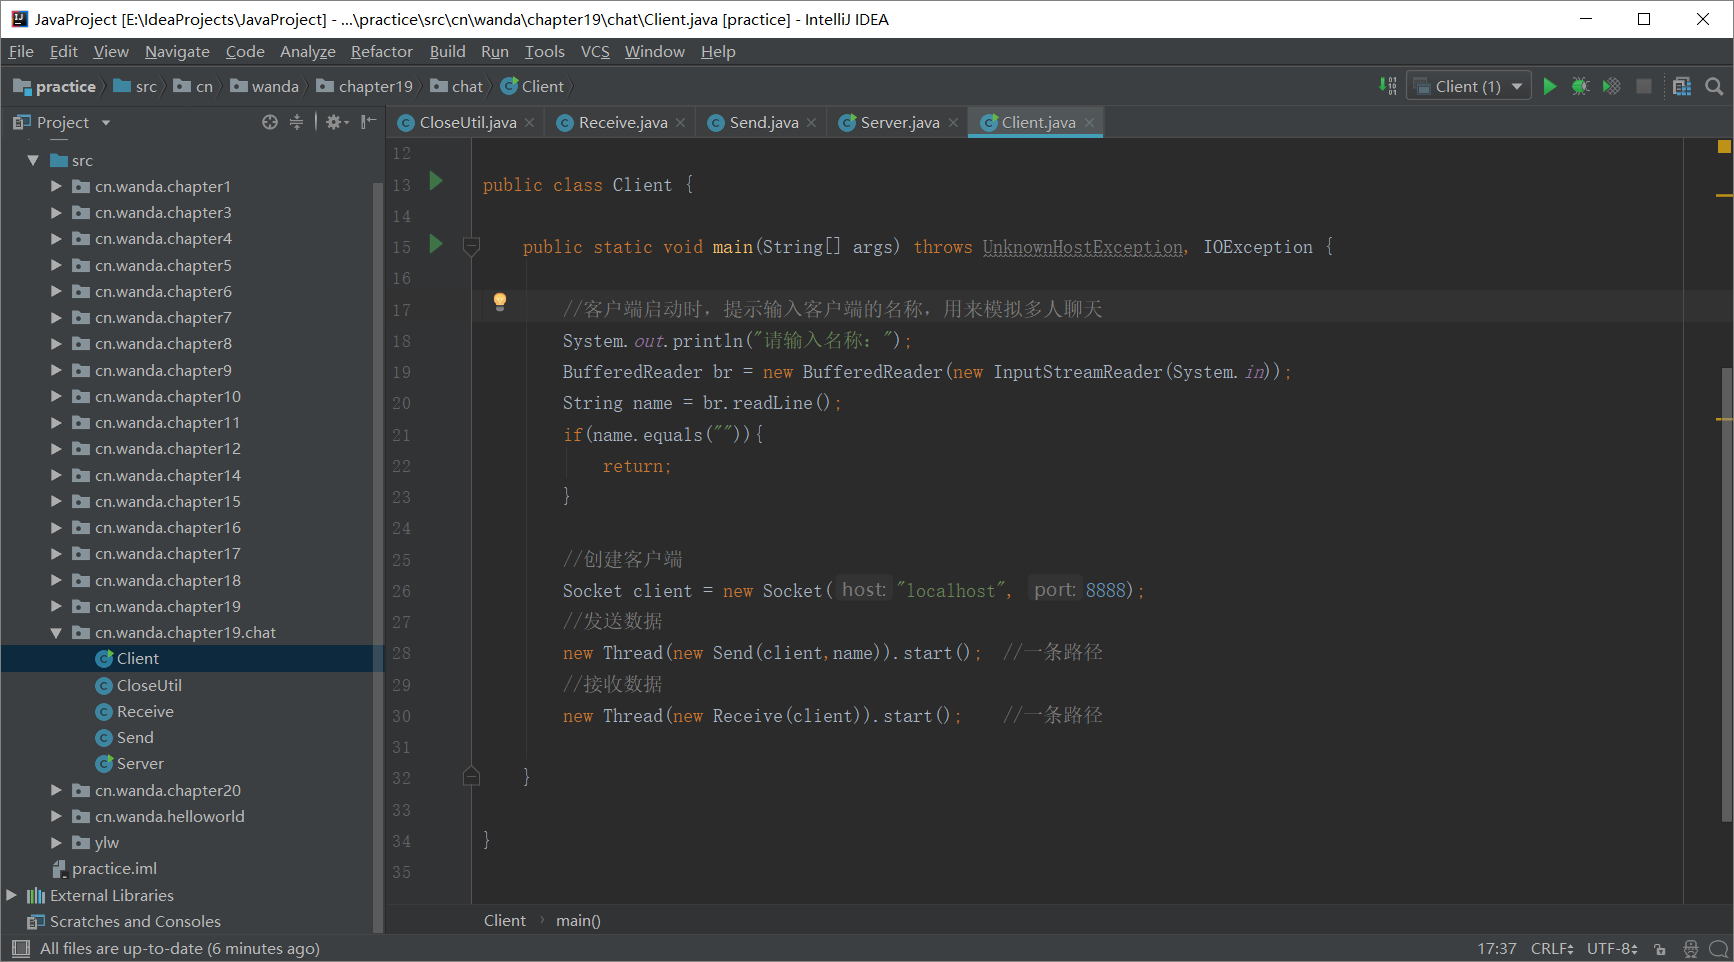 JavaProject [E:\IdeaProjects\JavaProject] - ...\practice\src\cn\wanda\chapter19\chat\Client.java [practice] - IntelliJ IDEA
File Edit View Navigate Code Analyze Refactor Build Run Tools VCS Window Help
practice src cn wanda chapter19 chat Client
Client (1)
Project
CloseUtil.java Receive.java Send.java Server.java Client.java
src
cn.wanda.chapter1
cn.wanda.chapter3
cn.wanda.chapter4
cn.wanda.chapter5
cn.wanda.chapter6
cn.wanda.chapter7
cn.wanda.chapter8
cn.wanda.chapter9
cn.wanda.chapter10
cn.wanda.chapter11
cn.wanda.chapter12
cn.wanda.chapter14
cn.wanda.chapter15
cn.wanda.chapter16
cn.wanda.chapter17
cn.wanda.chapter18
cn.wanda.chapter19
cn.wanda.chapter19.chat
Client
CloseUtil
Receive
Send
Server
cn.wanda.chapter20
cn.wanda.helloworld
ylw
practice.iml
External Libraries
Scratches and Consoles
12
13 public class Client {
14
15 public static void main(String[] args) throws UnknownHostException, IOException {
16
17 //客户端启动时，提示输入客户端的名称，用来模拟多人聊天
18 System.out.println("请输入名称：");
19 BufferedReader br = new BufferedReader(new InputStreamReader(System.in));
20 String name = br.readLine();
21 if(name.equals("")){
22 return;
23 }
24
25 //创建客户端
26 Socket client = new Socket( host: "localhost", port: 8888);
27 //发送数据
28 new Thread(new Send(client,name)).start(); //一条路径
29 //接收数据
30 new Thread(new Receive(client)).start(); //一条路径
31
32 }
33
34 }
35
Client main()
All files are up-to-date (6 minutes ago)
17:37 CRLF UTF-8